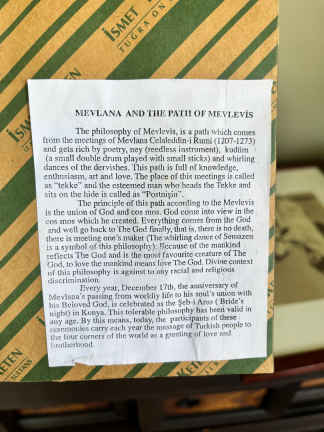 İSMET
TUGRA ON
İSMET
KETEN
MEVLANA AND THE PATH OF MEVLEVİS
The philosophy of Mevlevis, is a path which comes
from the meetings of Mevlana Celaleddin-i Rumi (1207-1273)
and gets rich by poetry, ney (reedless instrument), kudüm
(a small double drum played with small sticks) and whirling
dances of the dervishes. This path is full of knowledge,
enthusiasm, art and love. The place of this meetings is called
as "tekke" and the esteemed man who heads the Tekke and
sits on the hide is called as "Postnişin".
The principle of this path according to the Mevlevis
is the union of God and cos mos. God come into view in the
cos mos which he created. Everything comes from the God
and well go back to The God finally, that is, there is no death,
there is meeting one's maker (The whirling dance of Semazen
is a symbol of this philosophy). Because of the mankind
reflects The God and is the most favourite creature of The
God, to love the mankind means love The God. Divine context
of this philosophy is against to any racial and religious
discrimination.
Every year, December 17th, the anniversary of
Mevlana's passing from weekly life to his soul's union with
his Beloved God, is celebrated as the Şeb-i Arus (Bride's
night) in Konya. This tolerable philosophy has been valid in
any age. By this means, today, the participants of these
ceremonies carry each year the message of Turkish people to
the four corners of the world as a greeting of love and
brotherhood.